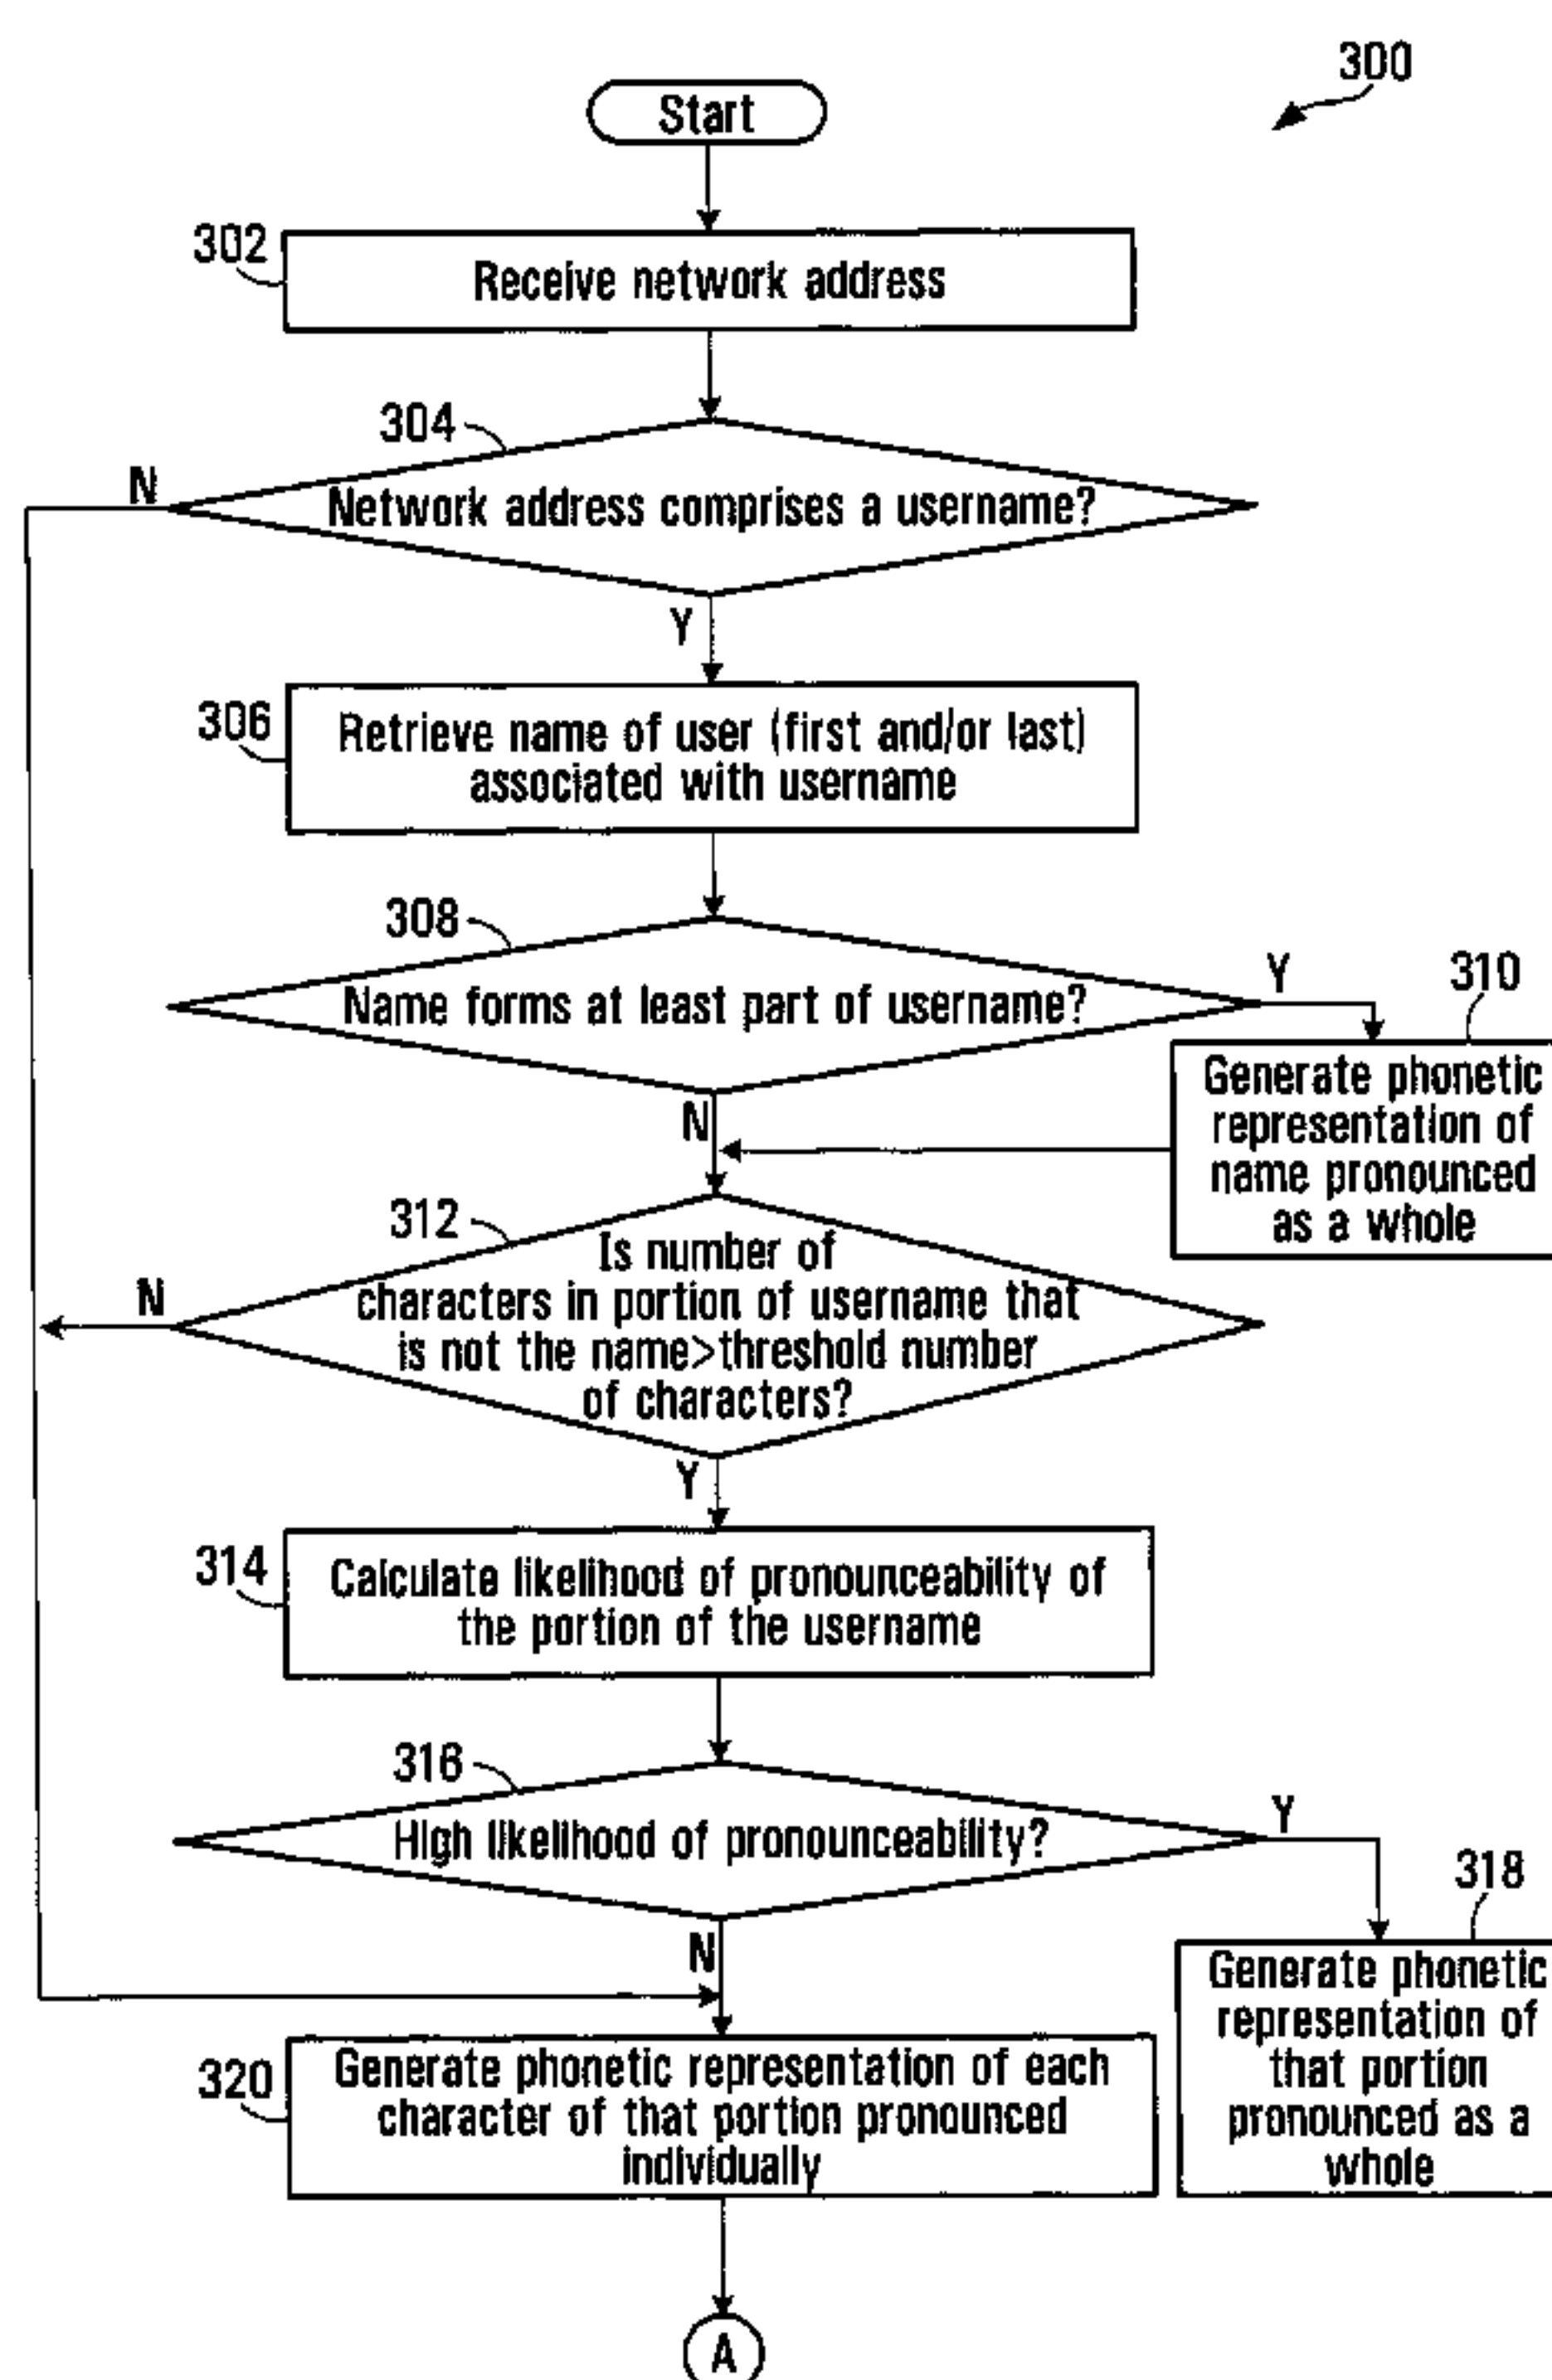 300
Start
302
Receive network address
304
N
Network address comprises a username?
Y
306
Retrieve name of user (first and/or last)
associated with username
308
Name forms at least part of username?
Y
310
Generate phonetic
representation of
name pronounced
as a whole
N
312
Is number of
characters in portion of username that
is not the name>threshold number
of characters?
N
Y
314
Calculate likelihood of pronounceability of
the portion of the username
316
High likelihood of pronounceability?
Y
318
Generate phonetic
representation of
that portion
pronounced as a
whole
N
320
Generate phonetic representation of each
character of that portion pronounced
individually
A